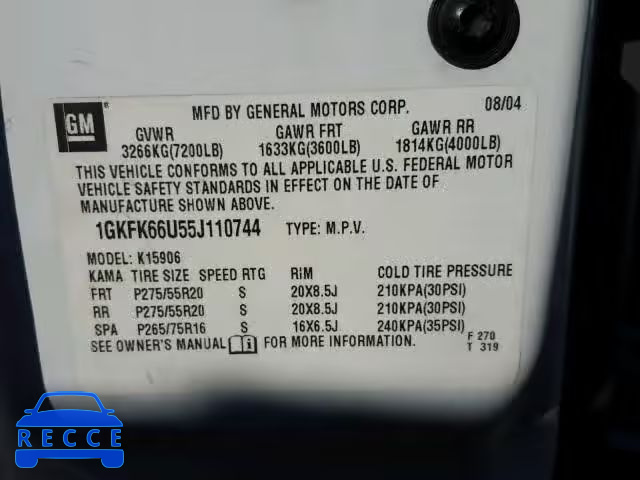 GM ®
MFD BY GENERAL MOTORS CORP. 08/04
GVWR GAWR FRT GAWR RR
3266KG(7200LB) 1633KG(3600LB) 1814KG(4000LB)
THIS VEHICLE CONFORMS TO ALL APPLICABLE U.S. FEDERAL MOTOR
VEHICLE SAFETY STANDARDS IN EFFECT ON THE DATE OF
MANUFACTURE SHOWN ABOVE.
1GKFK66U55J110744 TYPE: M.P.V.
MODEL: K15906
KAMA TIRE SIZE SPEED RTG RIM COLD TIRE PRESSURE
FRT P275/55R20 S 20X8.5J 210KPA(30PSI)
RR P275/55R20 S 20X8.5J 210KPA(30PSI)
SPA P265/75R16 S 16X6.5J 240KPA(35PSI)
SEE OWNER'S MANUAL i FOR MORE INFORMATION.
F 270
T 319
RECCE